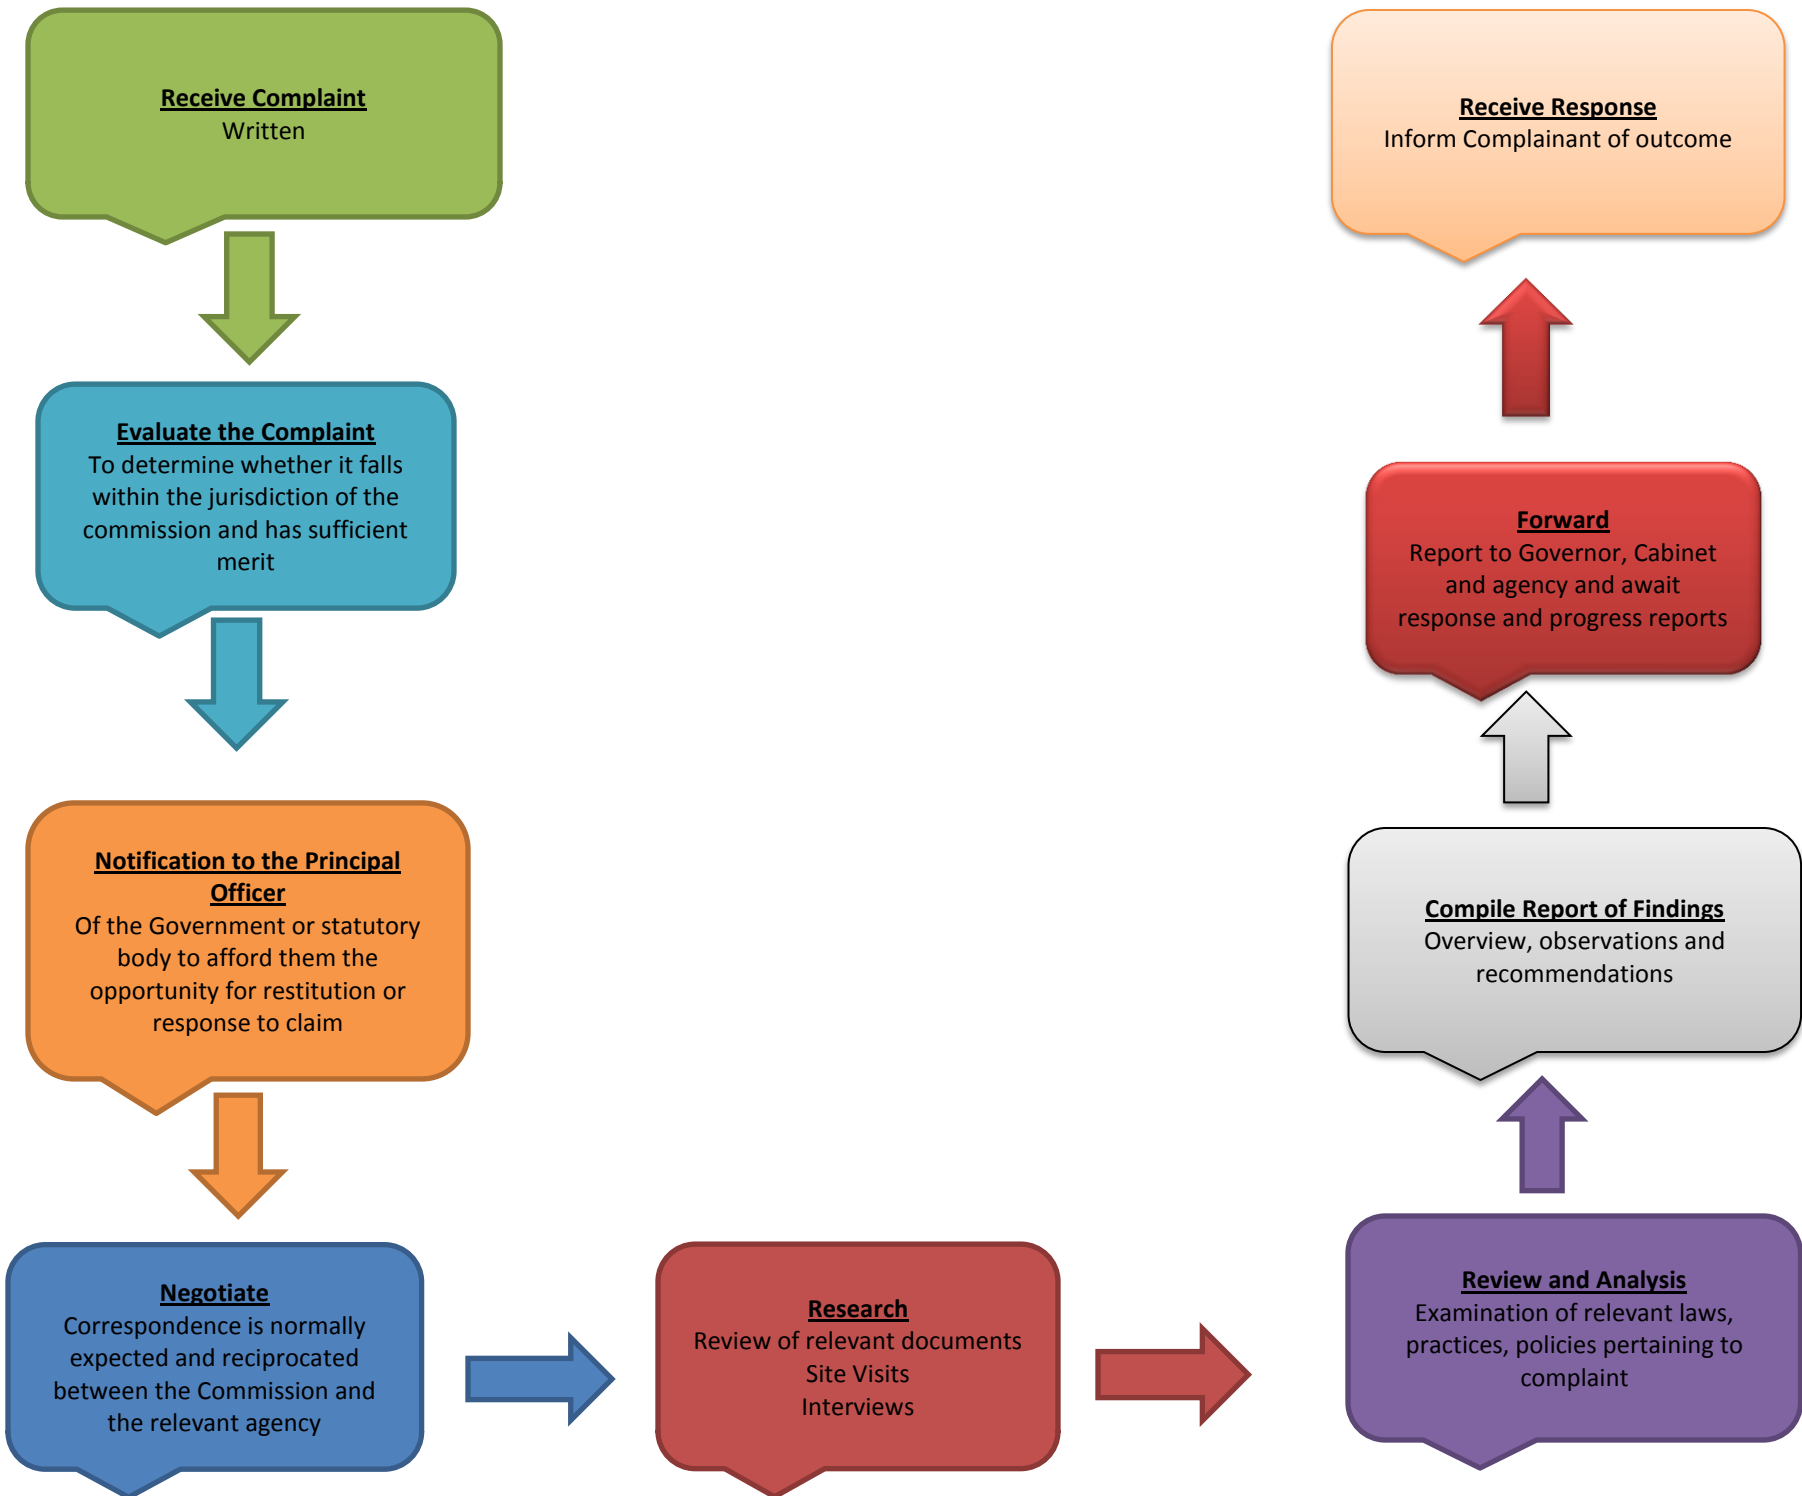 Receive Complaint
Written
Evaluate the Complaint
To determine whether it falls
within the jurisdiction of the
commission and has sufficient
merit
Notification to the Principal
Officer
Of the Government or statutory
body to afford them the
opportunity for restitution or
response to claim
Negotiate
Correspondence is normally
expected and reciprocated
between the Commission and
the relevant agency
Research
Review of relevant documents
Site Visits
Interviews
Review and Analysis
Examination of relevant laws,
practices, policies pertaining to
complaint
Compile Report of Findings
Overview, observations and
recommendations
Forward
Report to Governor, Cabinet
and agency and await
response and progress reports
Receive Response
Inform Complainant of outcome